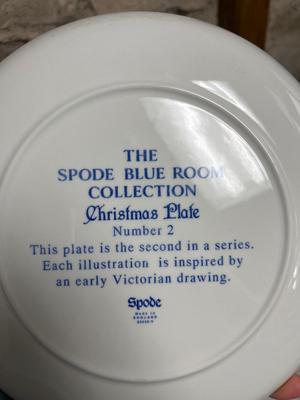 THE
SPODE BLUE ROOM
COLLECTION
Christmas Plate
Number 2
This plate is the second in a series.
Each illustration is inspired by
an early Victorian drawing.
Spode
MADE IN
ENGLAND